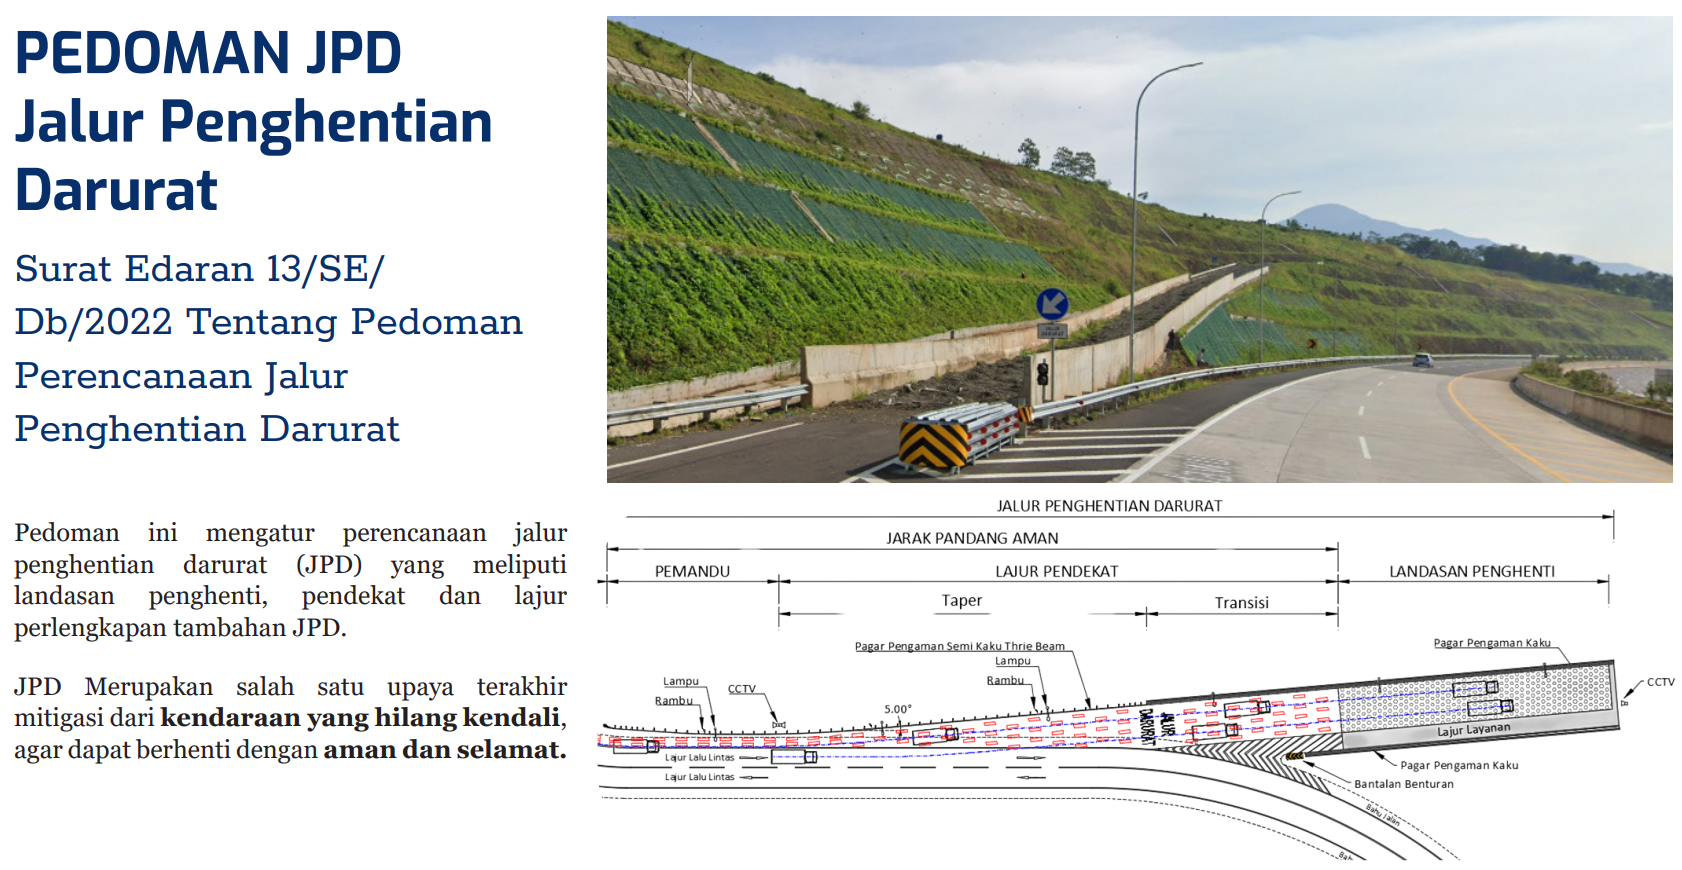 PEDOMAN JPD
Jalur Penghentian
Darurat
Surat Edaran 13/SE/
Db/2022 Tentang Pedoman
Perencanaan Jalur
Penghentian Darurat
Pedoman ini mengatur perencanaan jalur
penghentian darurat (JPD) yang meliputi
landasan penghenti, pendekat dan lajur
perlengkapan tambahan JPD.
JPD Merupakan salah satu upaya terakhir
mitigasi dari kendaraan yang hilang kendali,
agar dapat berhenti dengan aman dan selamat.
JALUR DARURAT
JALUR PENGHENTIAN DARURAT
JARAK PANDANG AMAN
PEMANDU
LAJUR PENDEKAT
LANDASAN PENGHENTI
Taper
Transisi
Pagar Pengaman Semi Kaku Thrie Beam
Pagar Pengaman Kaku
Lampu
Rambu
Lampu
Rambu
CCTV
CCTV
5.00°
JALUR
DARURAT
Lajur Layanan
Lajur Lalu Lintas
Lajur Lalu Lintas
Pagar Pengaman Kaku
Bantalan Benturan
Bahu Jalan